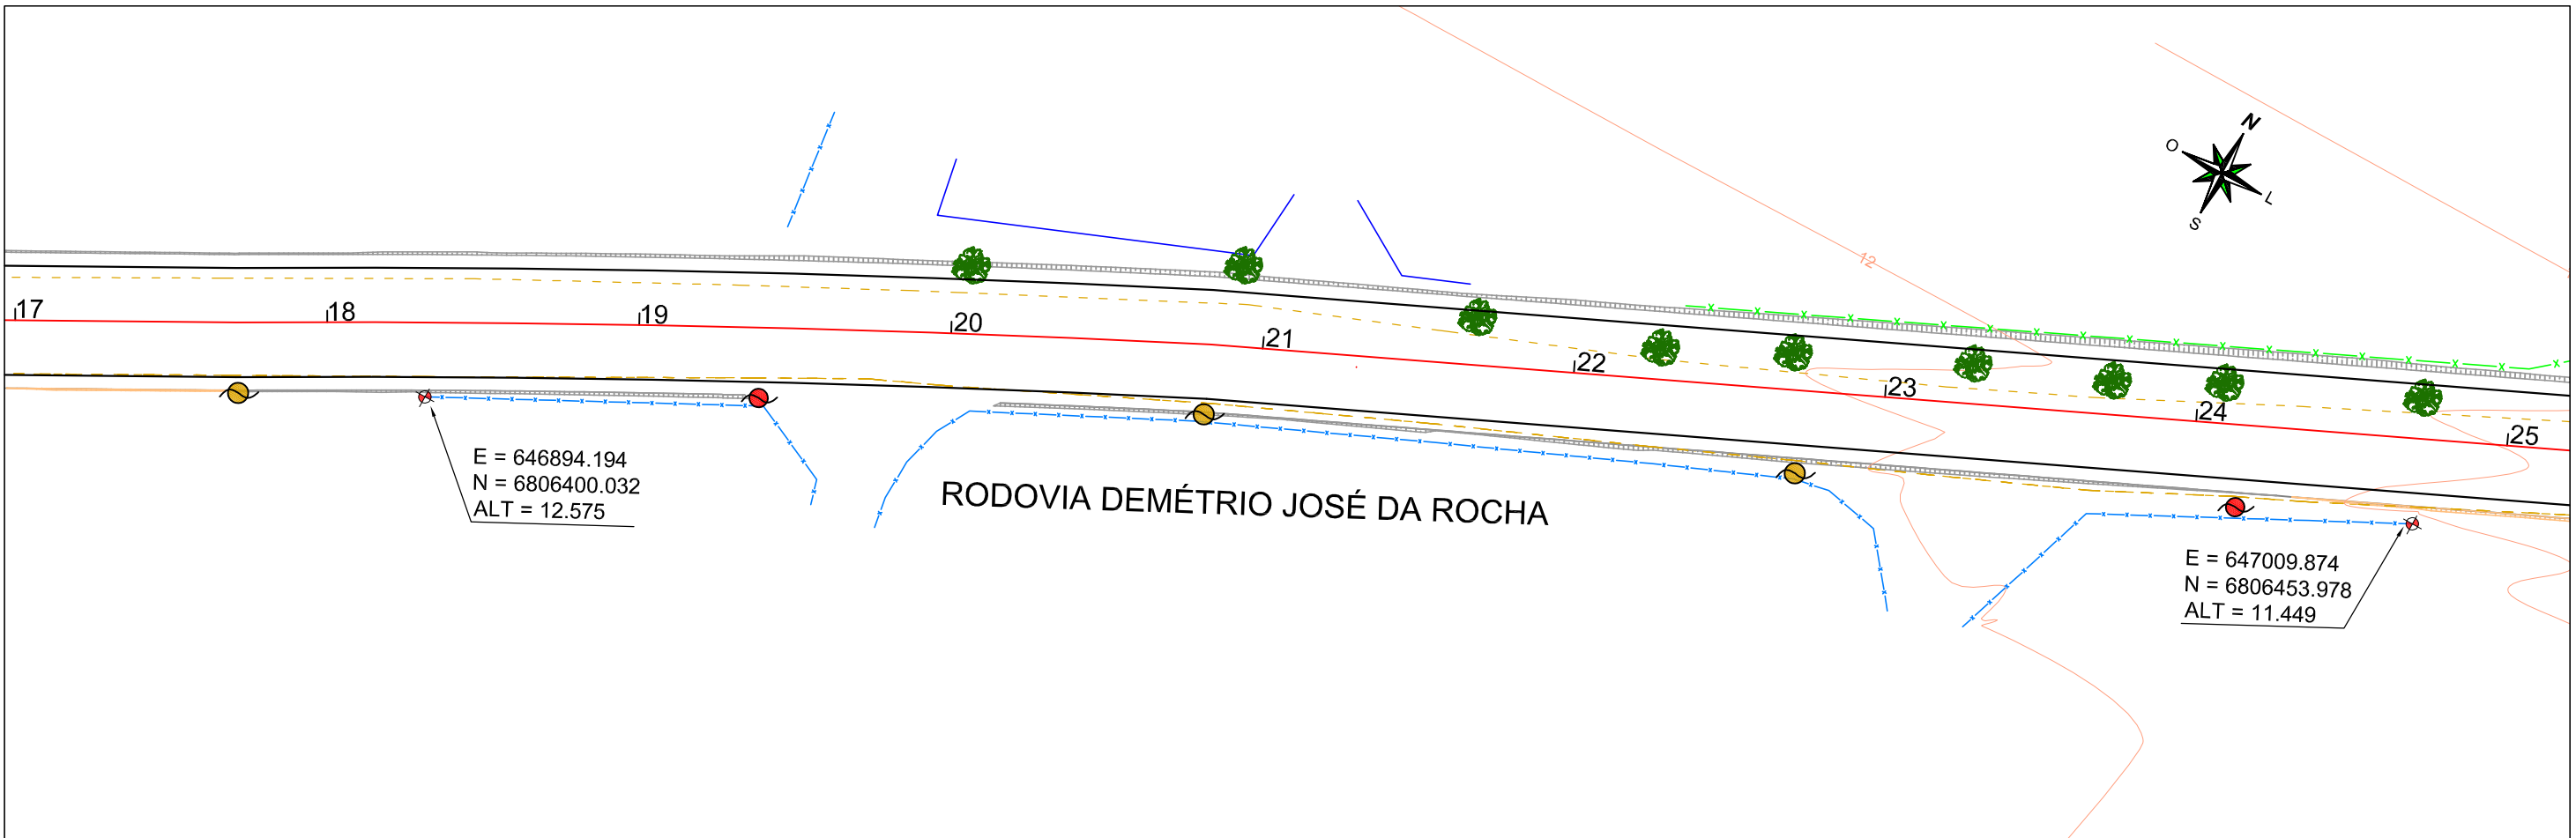 N
O
L
S
12
17
18
19
20
21
22
23
24
25
E = 646894.194
N = 6806400.032
ALT = 12.575
RODOVIA DEMÉTRIO JOSÉ DA ROCHA
E = 647009.874
N = 6806453.978
ALT = 11.449